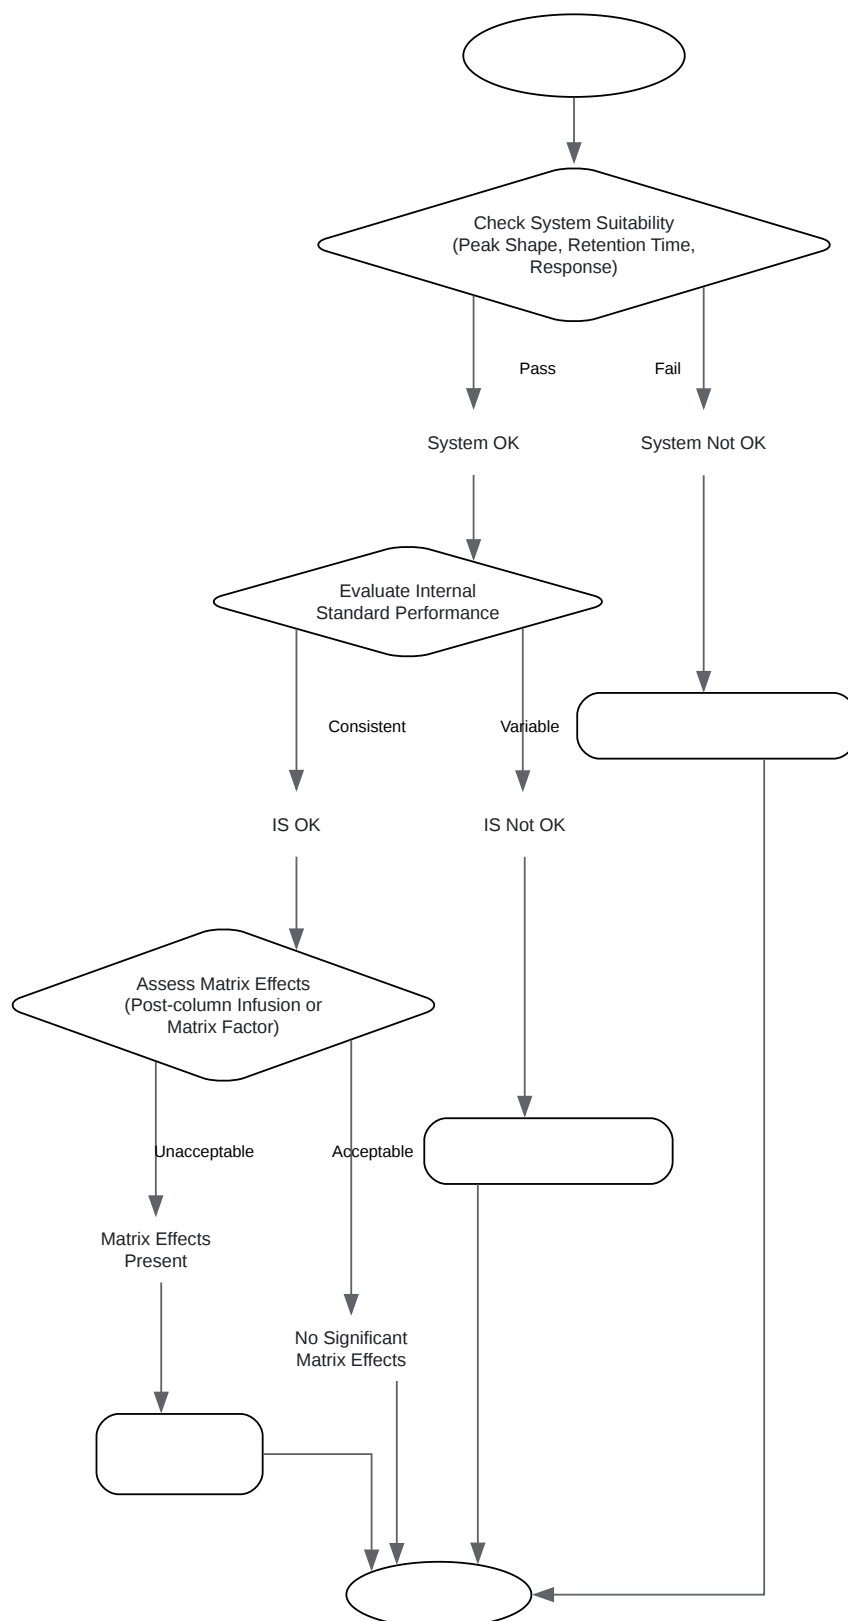 Check System Suitability
(Peak Shape, Retention Time,
Response)
Pass
Fail
System OK
System Not OK
Evaluate Internal
Standard Performance
Consistent
Variable
IS OK
IS Not OK
Assess Matrix Effects
(Post-column Infusion or
Matrix Factor)
Unacceptable
Acceptable
Matrix Effects
Present
No Significant
Matrix Effects